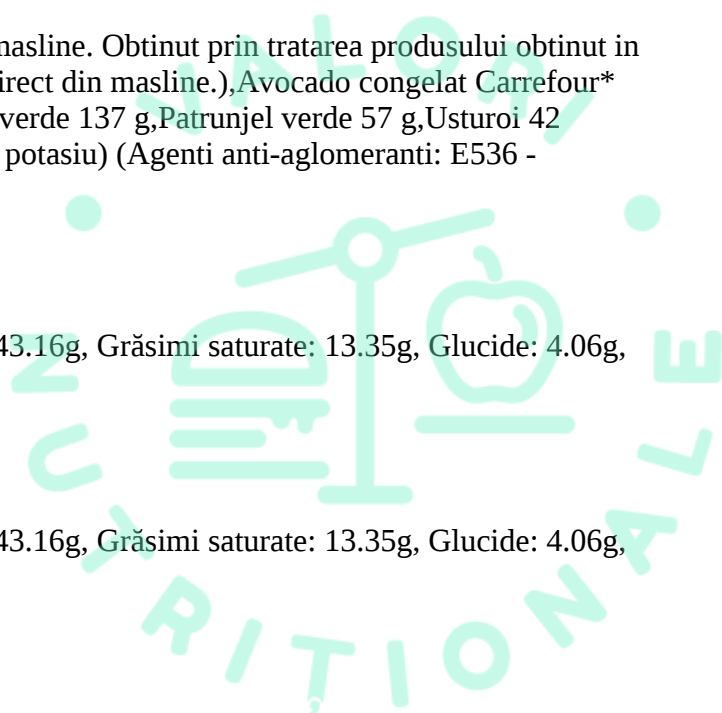 masline. Obtinut prin tratarea produsului obtinut in
irect din masline.),Avocado congelat Carrefour*
verde 137 g,Patrunjel verde 57 g,Usturoi 42
potasiu) (Agenti anti-aglomeranti: E536 -
43.16g, Grăsimi saturate: 13.35g, Glucide: 4.06g,
43.16g, Grăsimi saturate: 13.35g, Glucide: 4.06g,
VALORI
NUTRIȚIONALE